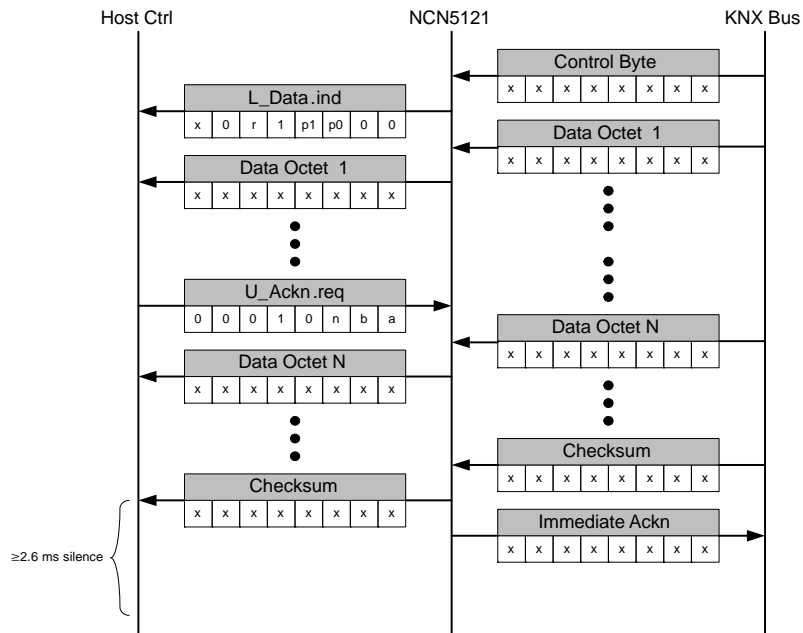 Host Ctrl NCN5121 KNX Bus
Control Byte
x x x x x x x x
L_Data.ind
x 0 r 1 p1 p0 0 0
Data Octet 1
x x x x x x x x
Data Octet 1
x x x x x x x x
U_Ackn.req
0 0 0 1 0 n b a
Data Octet N
x x x x x x x x
Data Octet N
x x x x x x x x
Checksum
x x x x x x x x
Checksum
x x x x x x x x
Immediate Ackn
x x x x x x x x
≥2.6 ms silence